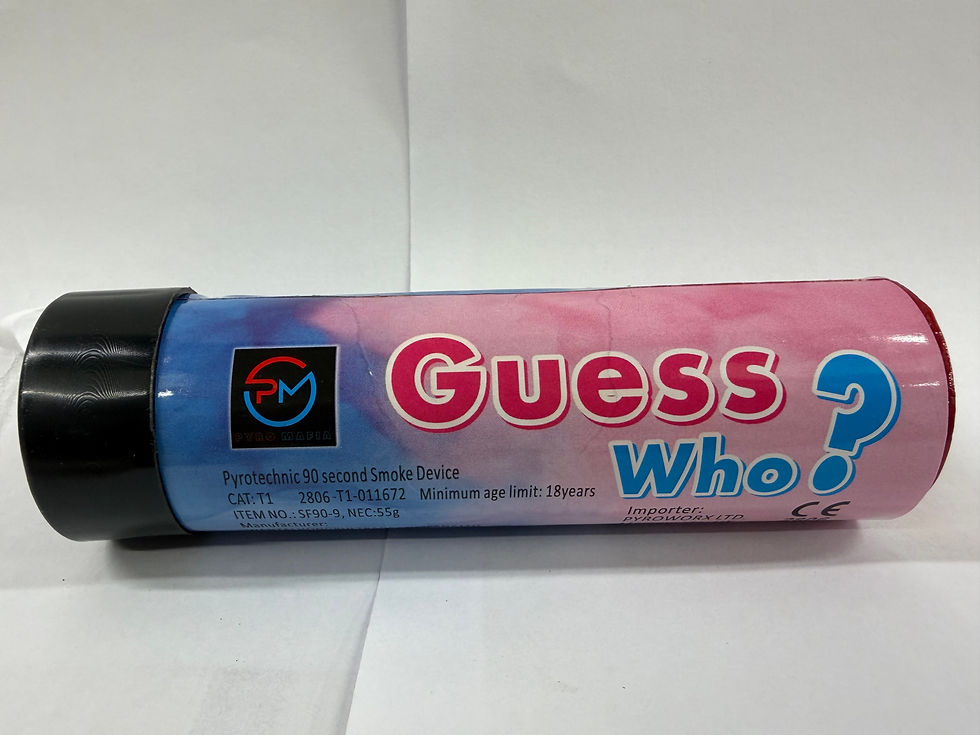 PM
PYRO MAFIA
Guess
Who?
Pyrotechnic 90 second Smoke Device
CAT: T1 2806-T1-011672 Minimum age limit: 18years
ITEM NO.: SF90-9, NEC:55g
Manufacturer:
Importer:
PYROWORX LTD
CE